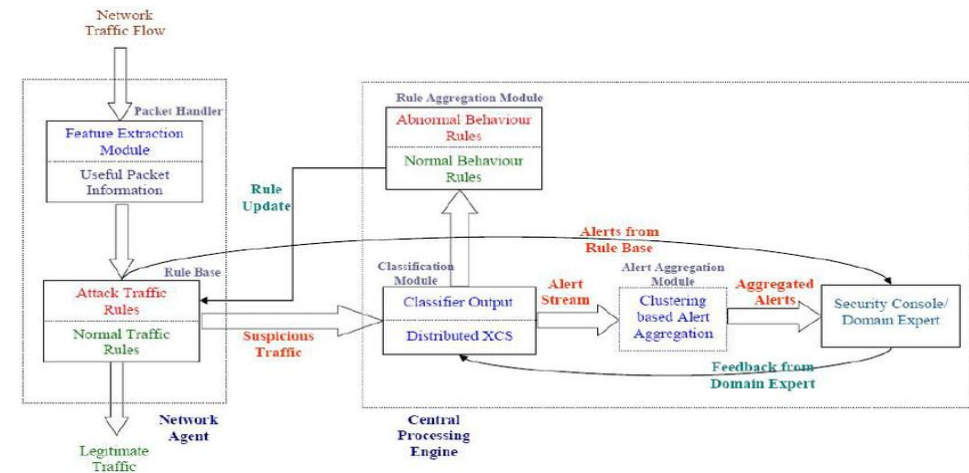 Network
Traffic Flow
Packet Handler
Feature Extraction
Module
Useful Packet
Information
Rule Aggregation Module
Abnormal Behaviour
Rules
Normal Behaviour
Rules
Rule
Update
Alerts from
Rule Base
Rule Base
Attack Traffic
Rules
Normal Traffic
Rules
Suspicious
Traffic
Classification
Module
Classifier Output
Distributed XCS
Alert
Stream
Alert Aggregation
Module
Clustering
based Alert
Aggregation
Aggregated
Alerts
Security Console/
Domain Expert
Feedback from
Domain Expert
Network
Agent
Central
Processing
Engine
Legitimate
Traffic